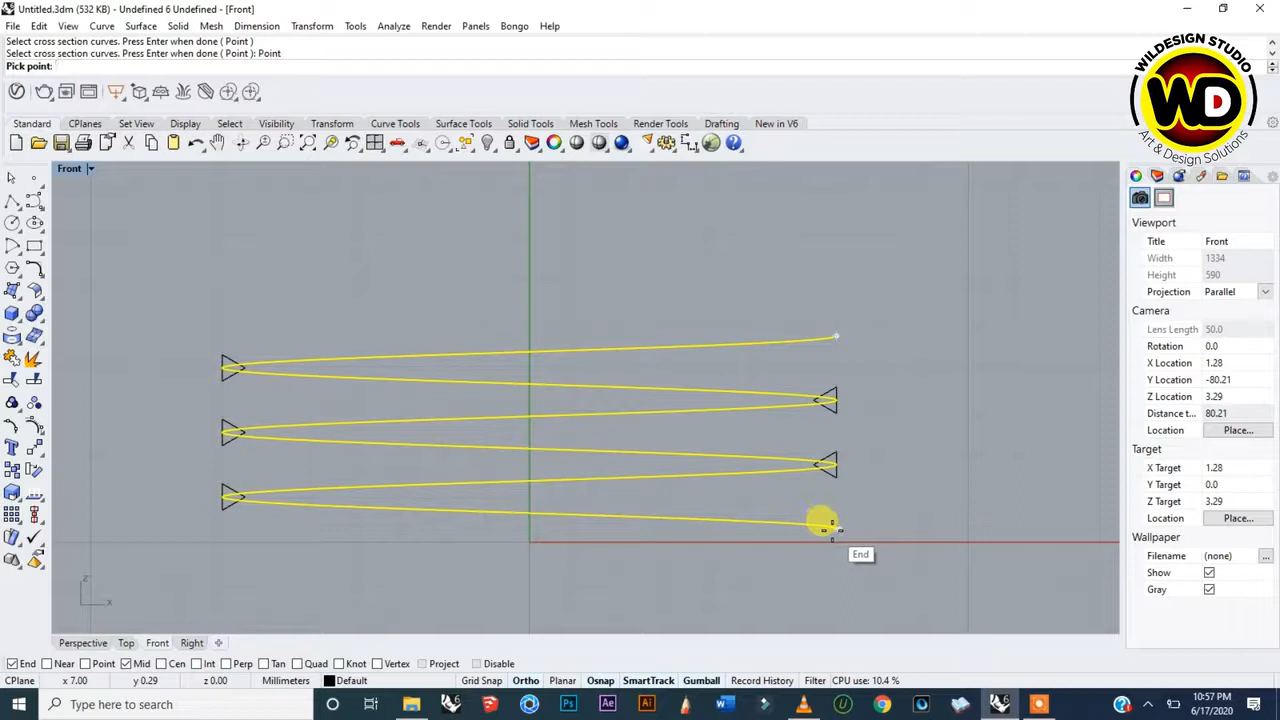 Untitled.3dm (532 KB) - Undefined 6 Undefined - [Front]
File Edit View Curve Surface Solid Mesh Dimension Transform Tools Analyze Render Panels Bongo Help
Select cross section curves. Press Enter when done ( Point )
Select cross section curves. Press Enter when done ( Point ): Point
Pick point:
WILDESIGN STUDIO
WD
Art & Design Solutions
Standard CPlanes Set View Display Select Visibility Transform Curve Tools Surface Tools Solid Tools Mesh Tools Render Tools Drafting New in V6
Front
Viewport
Title Front
Width 1334
Height 590
Projection Parallel
Camera
Lens Length 50.0
Rotation 0.0
X Location 1.28
Y Location -80.21
Z Location 3.29
Distance t... 80.21
Location Place...
Target
X Target 1.28
Y Target 0.0
Z Target 3.29
Location Place...
Wallpaper
Filename (none) ...
Show
Gray
End
z
x
Perspective Top Front Right
End Near Point Mid Cen Int Perp Tan Quad Knot Vertex Project Disable
CPlane x 7.00 y 0.29 z 0.00 Millimeters Default Grid Snap Ortho Planar Osnap SmartTrack Gumball Record History Filter CPU use: 10.4 %
Type here to search
10:57 PM
6/17/2020